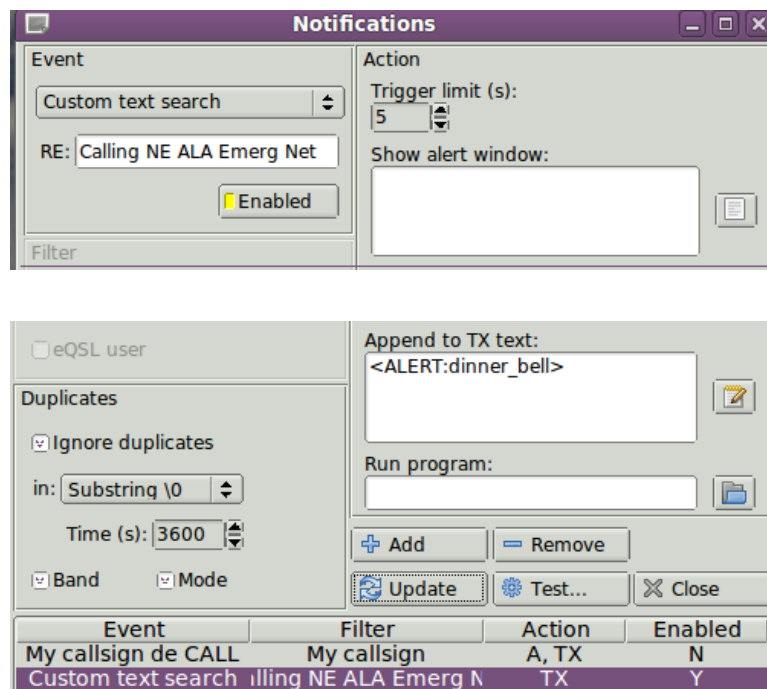 Notifications
Event
Custom text search
RE: Calling NE ALA Emerg Net
Enabled
Filter
Action
Trigger limit (s):
5
Show alert window:
eQSL user
Duplicates
Ignore duplicates
in: Substring \0
Time (s): 3600
Band Mode
Append to TX text:
<ALERT:dinner_bell>
Run program:
Add Remove
Update Test... Close
Event Filter Action Enabled
My callsign de CALL My callsign A, TX N
Custom text search lling NE ALA Emerg N TX Y